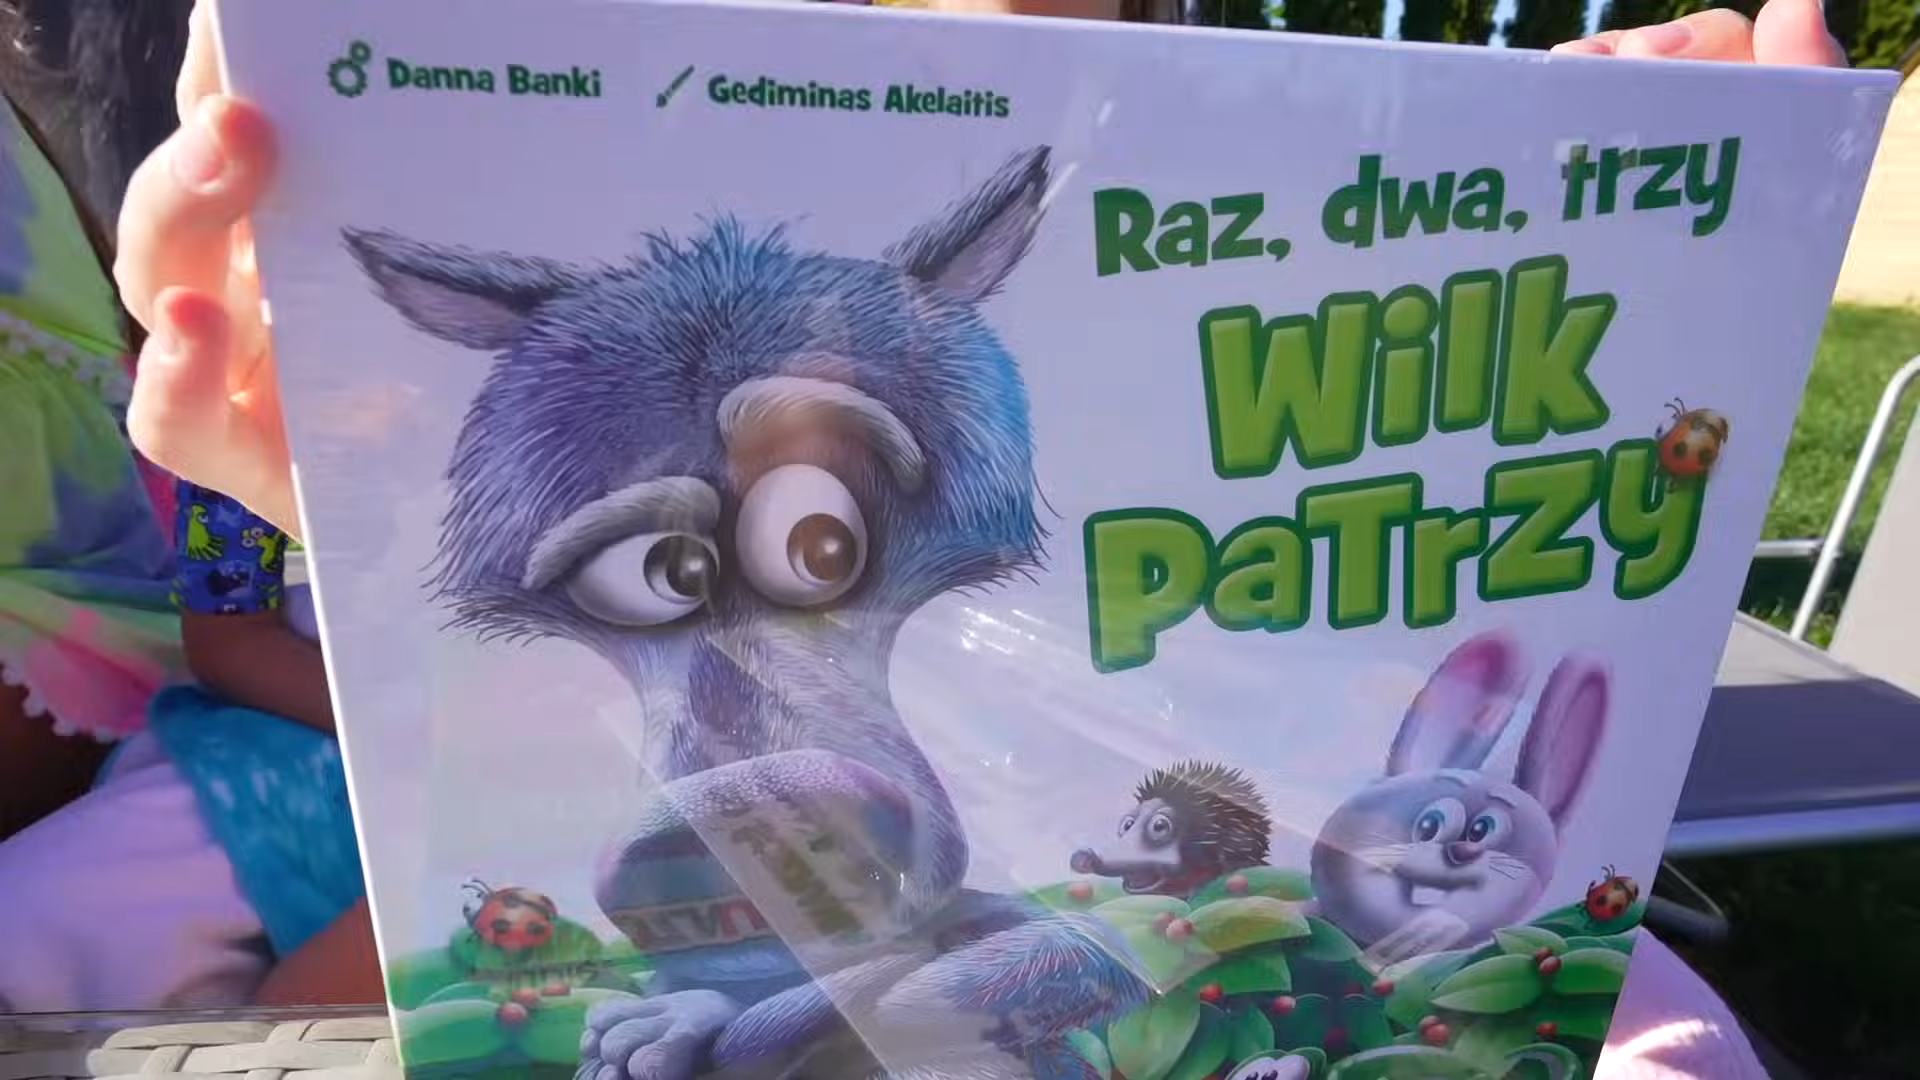 Danna Banki
Gediminas Akelaitis
Raz, dwa, trzy
Wilk
PaTrzy